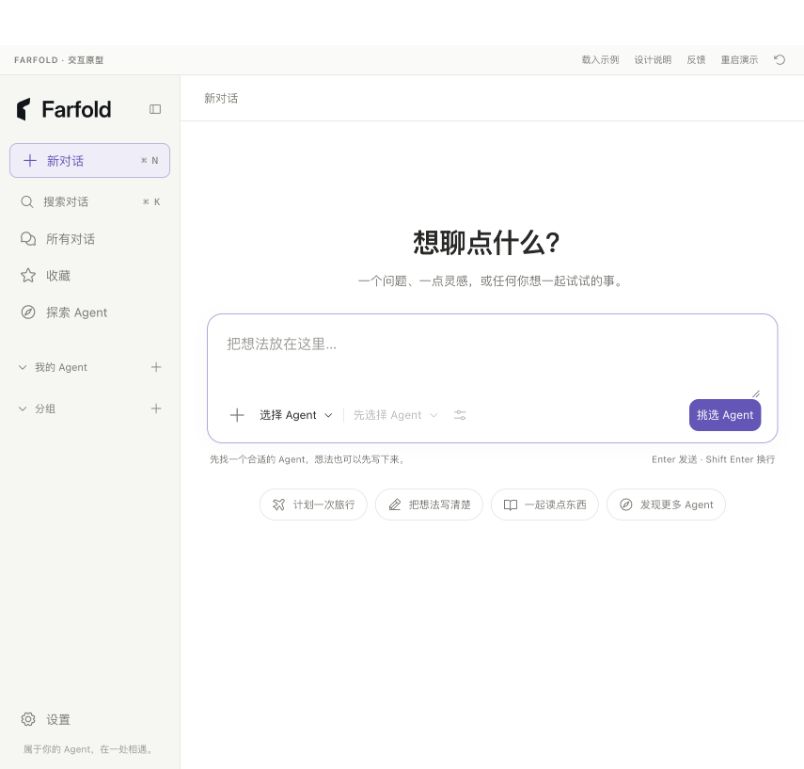 FARFOLD · 交互原型
载入示例 设计说明 反馈 重启演示
Farfold
新对话
新对话 ⌘ N
搜索对话 ⌘ K
所有对话
收藏
探索 Agent
我的 Agent
分组
想聊点什么?
一个问题、一点灵感，或任何你想一起试试的事。
把想法放在这里...
选择 Agent 先选择 Agent 挑选 Agent
先找一个合适的 Agent，想法也可以先写下来。 Enter 发送 · Shift Enter 换行
计划一次旅行 把想法写清楚 一起读点东西 发现更多 Agent
设置
属于你的 Agent，在一处相遇。